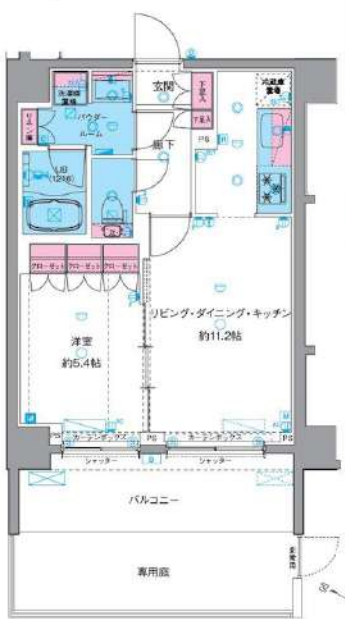 洗濯機
置場
玄関
下足入
冷蔵庫
置場
リネン庫
パウダー
ルーム
廊下
下足入
PS
UB
(1216)
クローゼット
クローゼット
クローゼット
リビング・ダイニング・キッチン
約11.2帖
洋室
約5.4帖
PS
カーテンボックス
PS
カーテンボックス
PS
シャッター
シャッター
バルコニー
専用庭